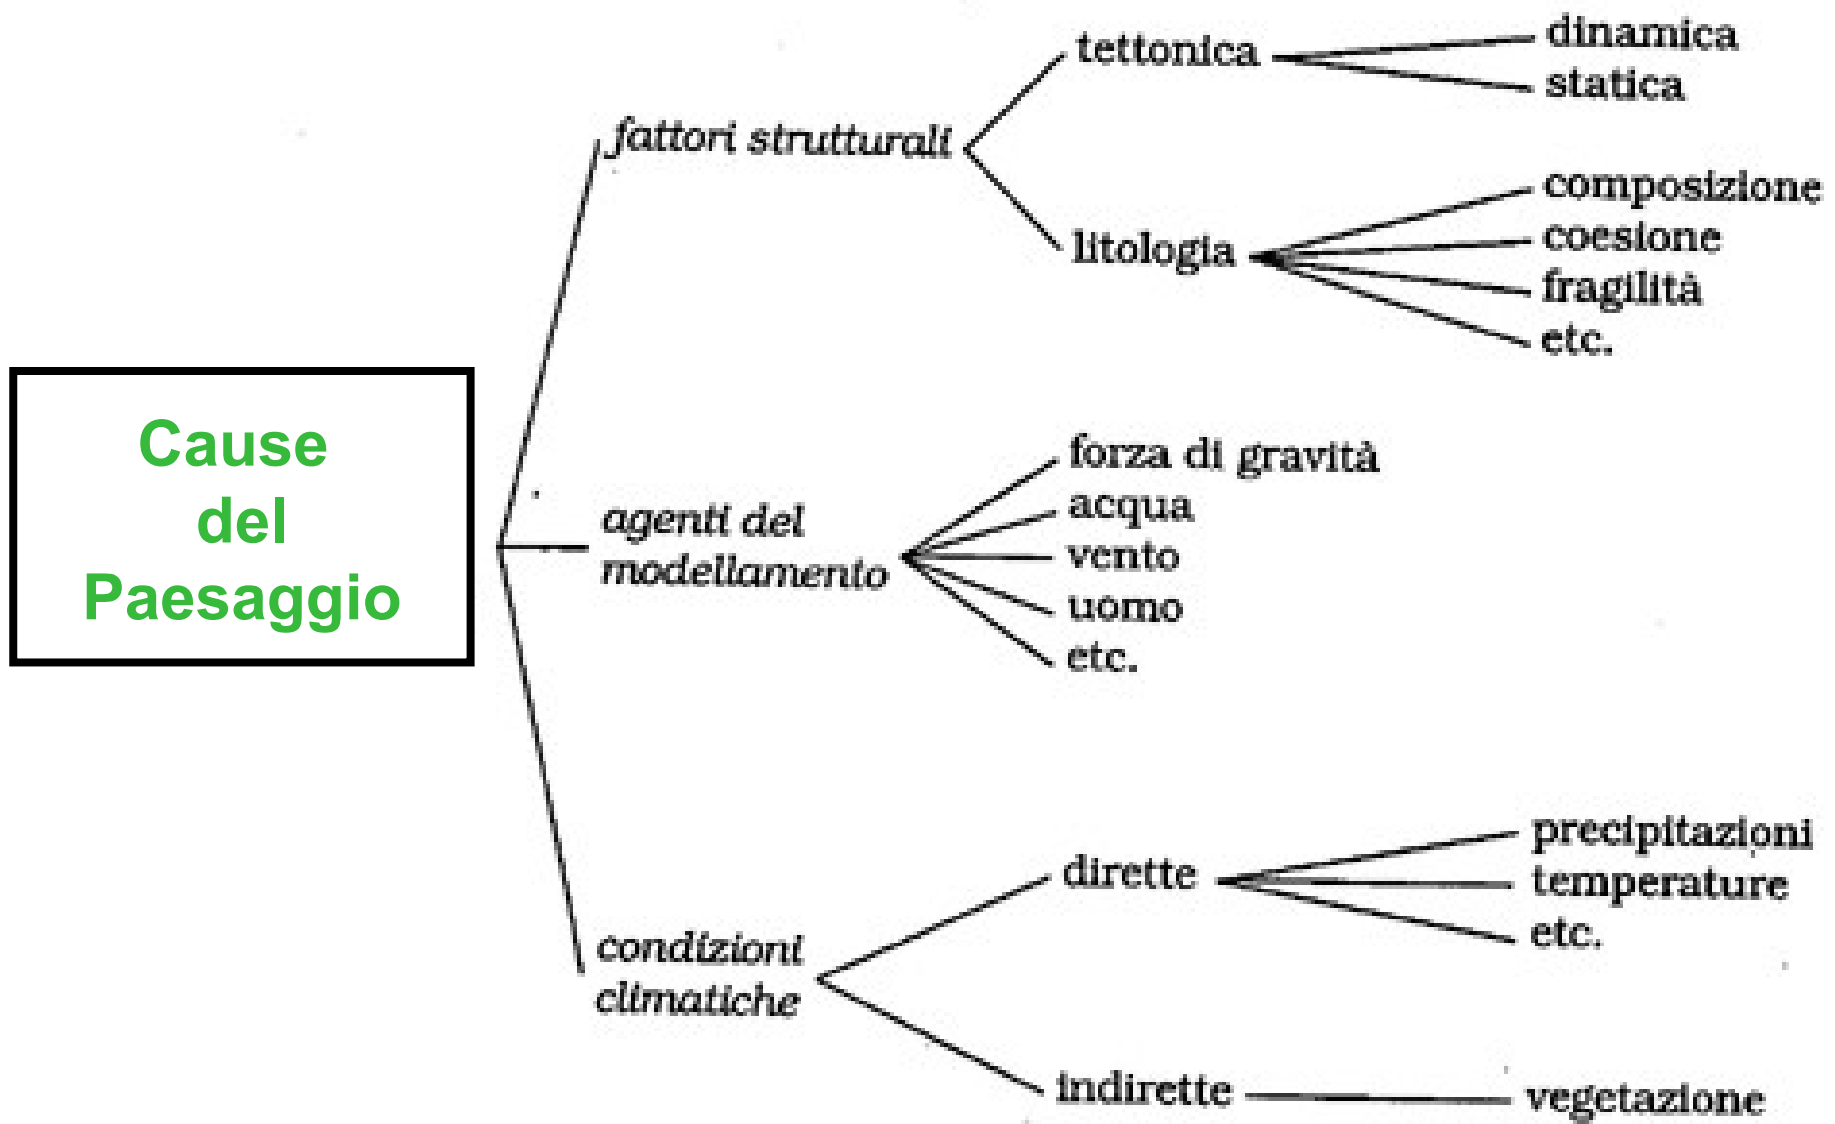 Cause
del
Paesaggio
fattori strutturali
tettonica
dinamica
statica
litologia
composizione
coesione
fragilità
etc.
agenti del
modellamento
forza di gravità
acqua
vento
uomo
etc.
condizioni
climatiche
dirette
precipitazioni
temperature
etc.
indirette
vegetazione